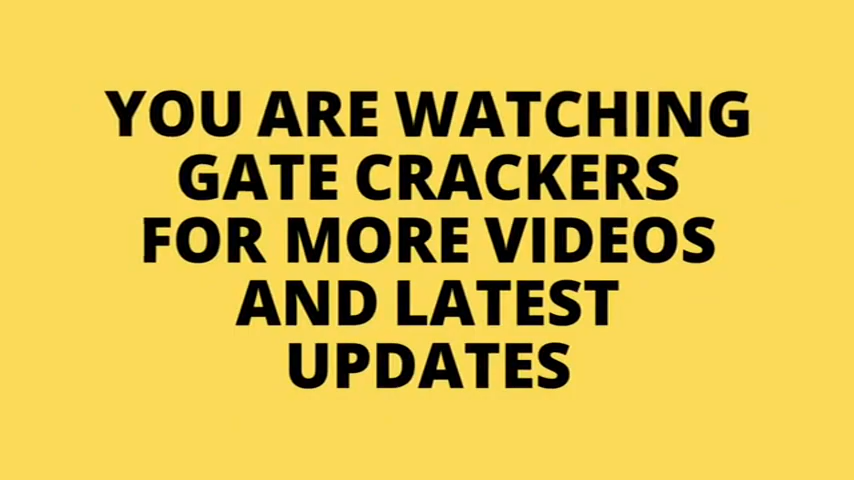 YOU ARE WATCHING
GATE CRACKERS
FOR MORE VIDEOS
AND LATEST
UPDATES